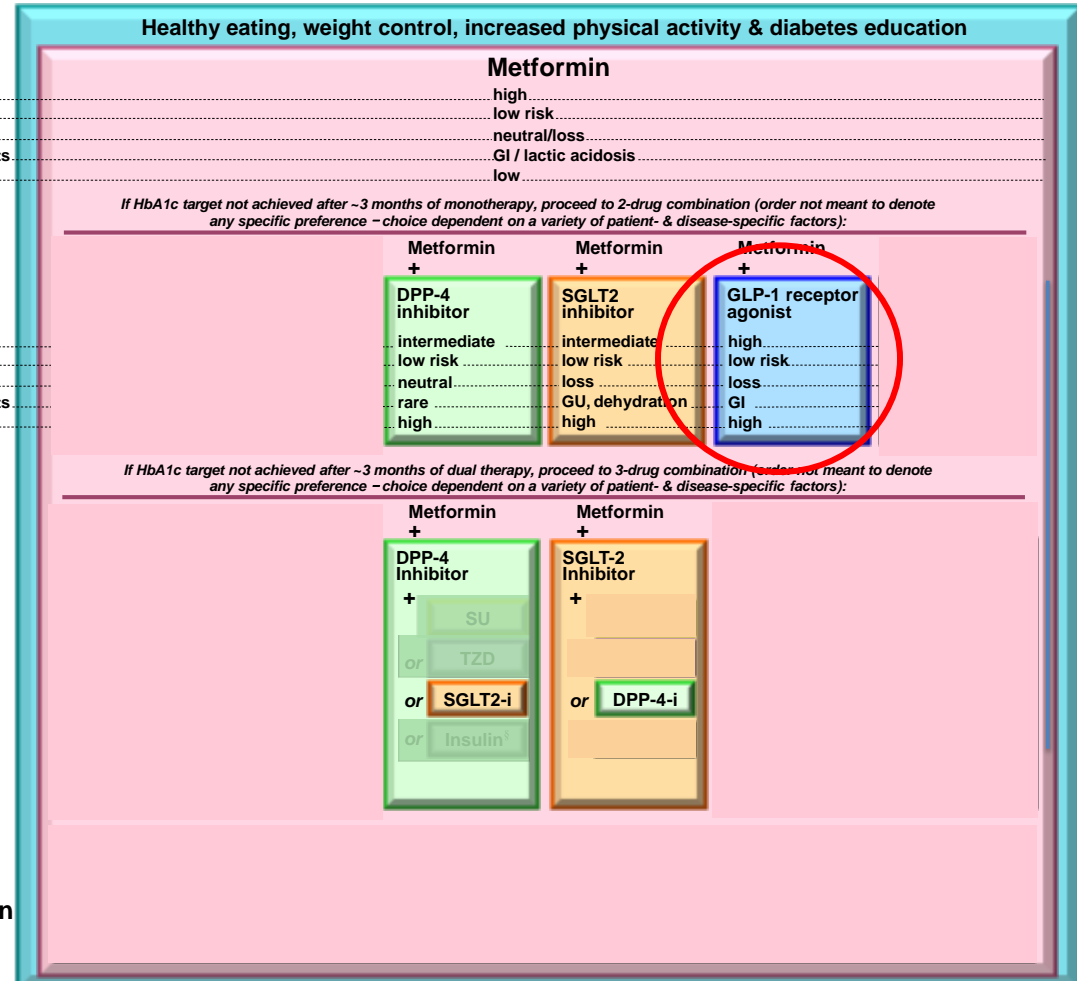 Healthy eating, weight control, increased physical activity & diabetes education
Metformin
high
low risk
neutral/loss
GI / lactic acidosis
low
If HbA1c target not achieved after ~3 months of monotherapy, proceed to 2-drug combination (order not meant to denote
any specific preference − choice dependent on a variety of patient- & disease-specific factors):
Metformin
+
DPP-4
inhibitor
intermediate
low risk
neutral
rare
high
Metformin
+
SGLT2
inhibitor
intermediate
low risk
loss
GU, dehydration
high
Metformin
+
GLP-1 receptor
agonist
high
low risk
loss
GI
high
If HbA1c target not achieved after ~3 months of dual therapy, proceed to 3-drug combination (order not meant to denote
any specific preference − choice dependent on a variety of patient- & disease-specific factors):
Metformin
+
DPP-4
Inhibitor
+
SU
or TZD
or SGLT2-i
or Insulin§
Metformin
+
SGLT-2
Inhibitor
+
or DPP-4-i